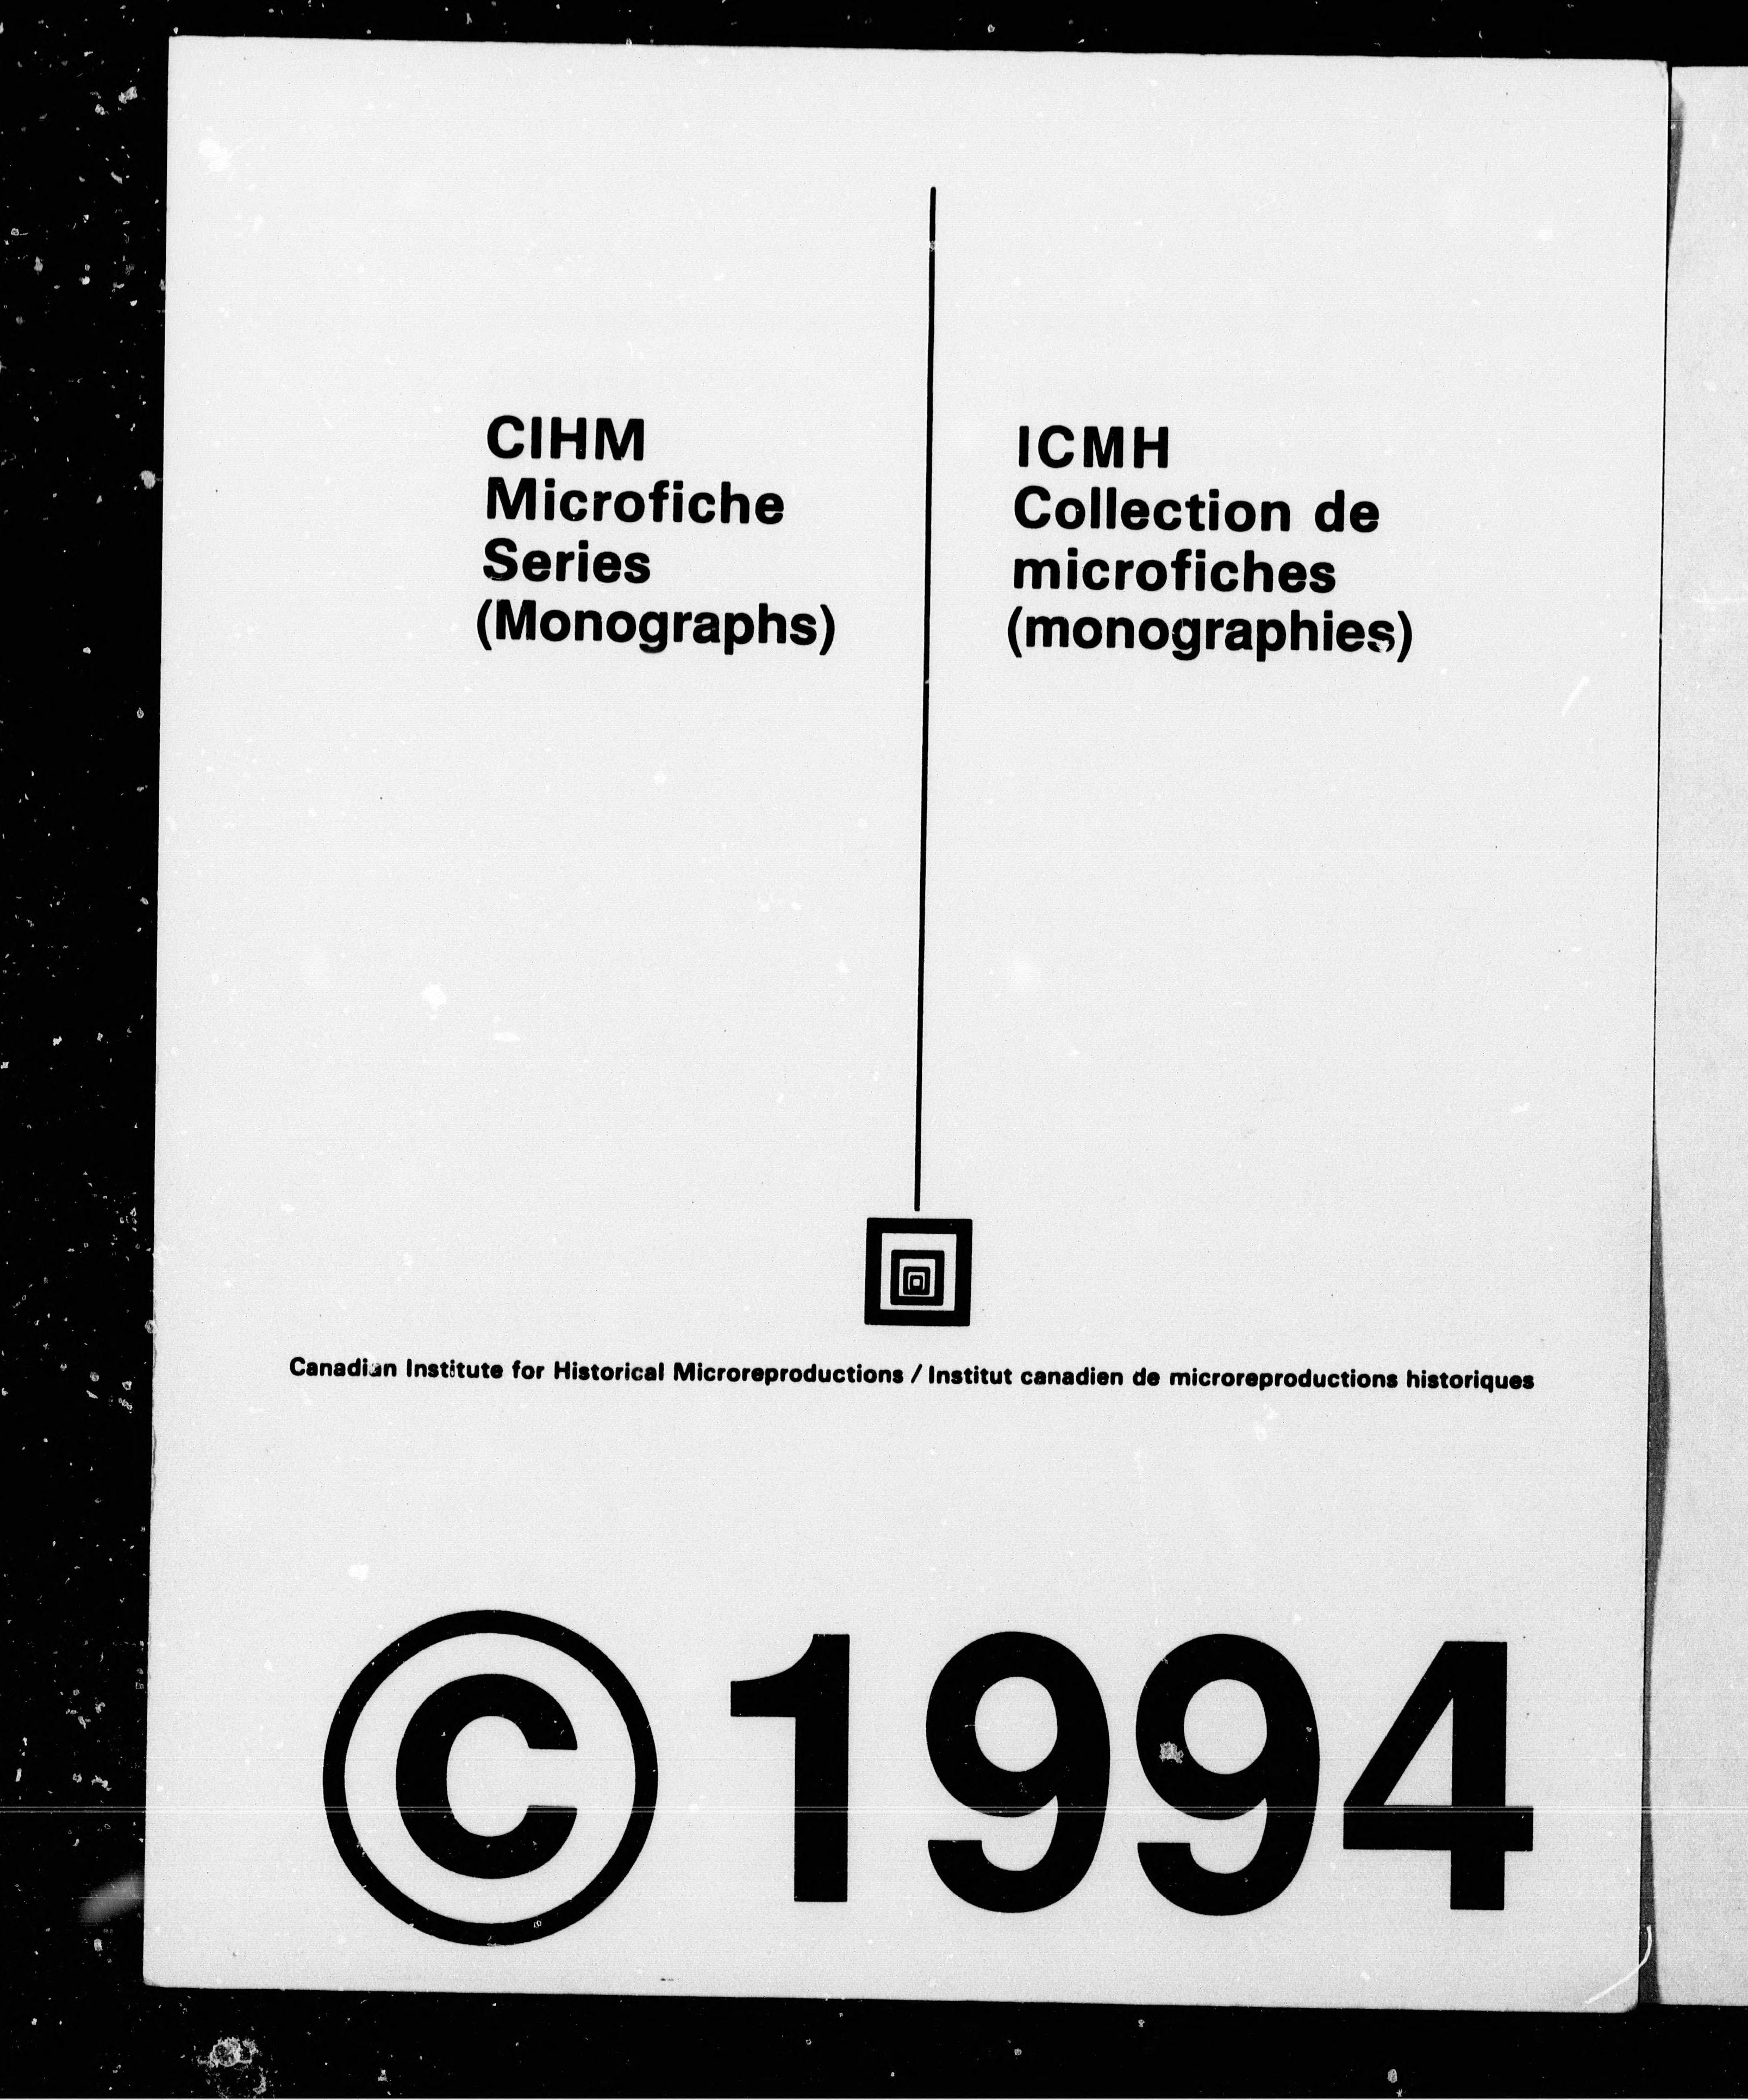 CIHM
Microfiche
Series
(Monographs)
ICMH
Collection de
microfiches
(monographies)
Canadian Institute for Historical Microreproductions / Institut canadien de microreproductions historiques
©1994